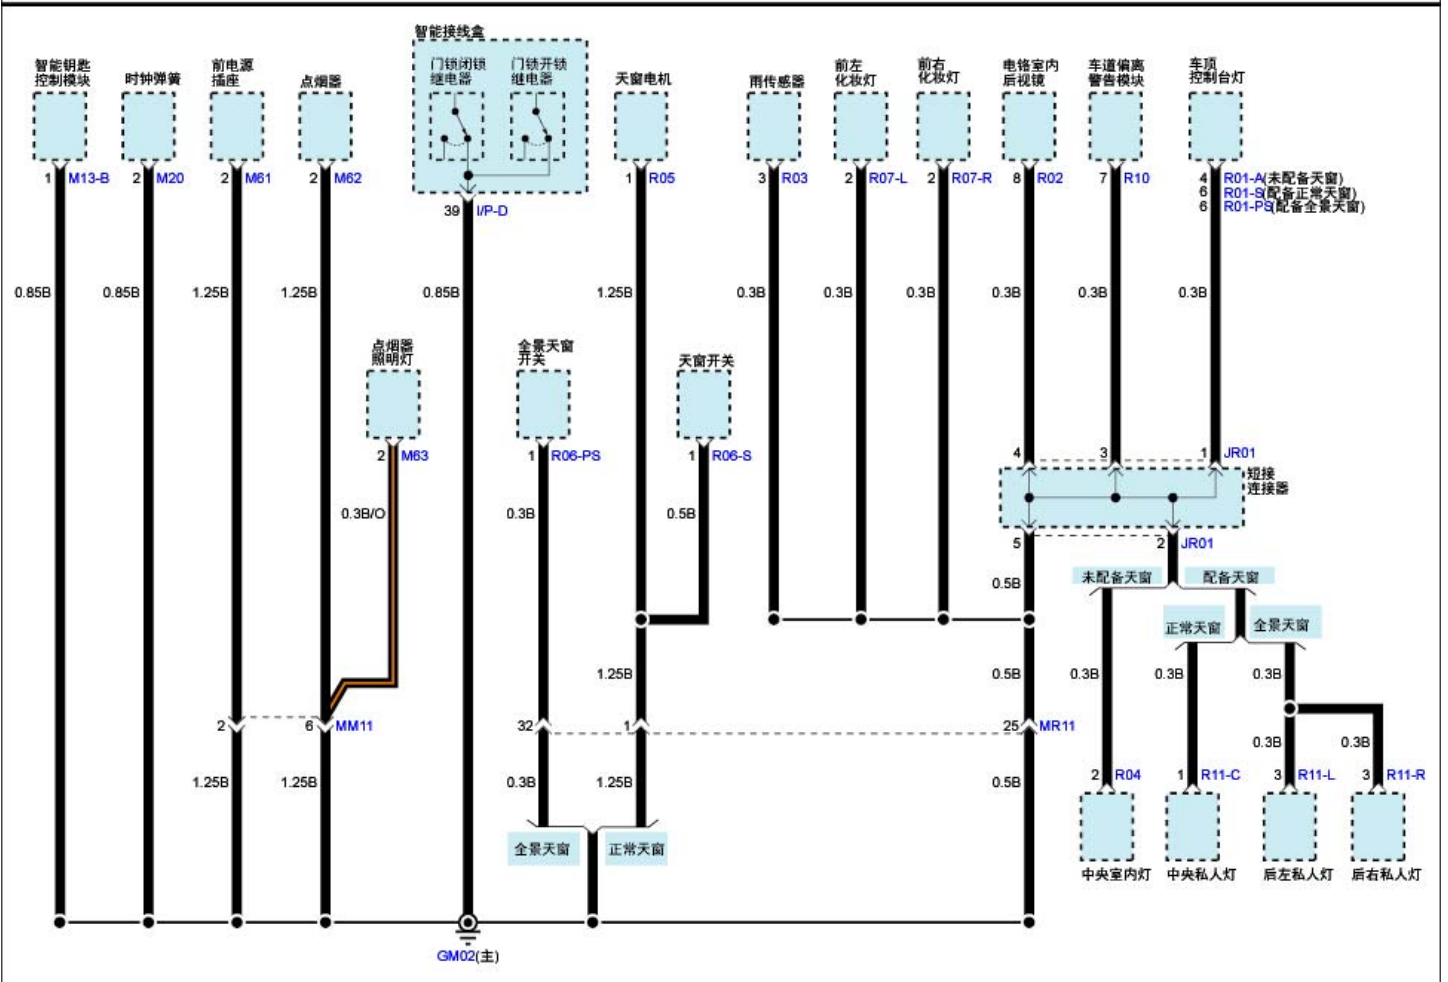 智能接线盒
智能钥匙
控制模块
时钟弹簧
前电源
插座
点烟器
门锁闭锁
继电器
门锁开锁
继电器
天窗电机
雨传感器
前左
化妆灯
前右
化妆灯
电铬室内
后视镜
车道偏离
警告模块
车顶
控制台灯
1 M13-B
2 M20
2 M61
2 M62
39 I/P-D
1 R05
3 R03
2 R07-L
2 R07-R
8 R02
7 R10
4 R01-A(未配备天窗)
6 R01-S(配备正常天窗)
6 R01-PS(配备全景天窗)
0.85B
0.85B
1.25B
1.25B
0.85B
1.25B
0.3B
0.3B
0.3B
0.3B
0.3B
0.3B
点烟器
照明灯
全景天窗
开关
天窗开关
2 M63
1 R06-PS
1 R06-S
4
3
1 JR01
短接
连接器
0.3B/O
0.3B
0.5B
5
2 JR01
0.5B
未配备天窗
配备天窗
正常天窗
全景天窗
1.25B
0.5B
0.3B
0.3B
0.3B
2
6 MM11
32
1
25 MR11
0.3B
0.3B
1.25B
1.25B
0.3B
1.25B
0.5B
2 R04
1 R11-C
3 R11-L
3 R11-R
全景天窗
正常天窗
中央室内灯
中央私人灯
后左私人灯
后右私人灯
GM02(主)